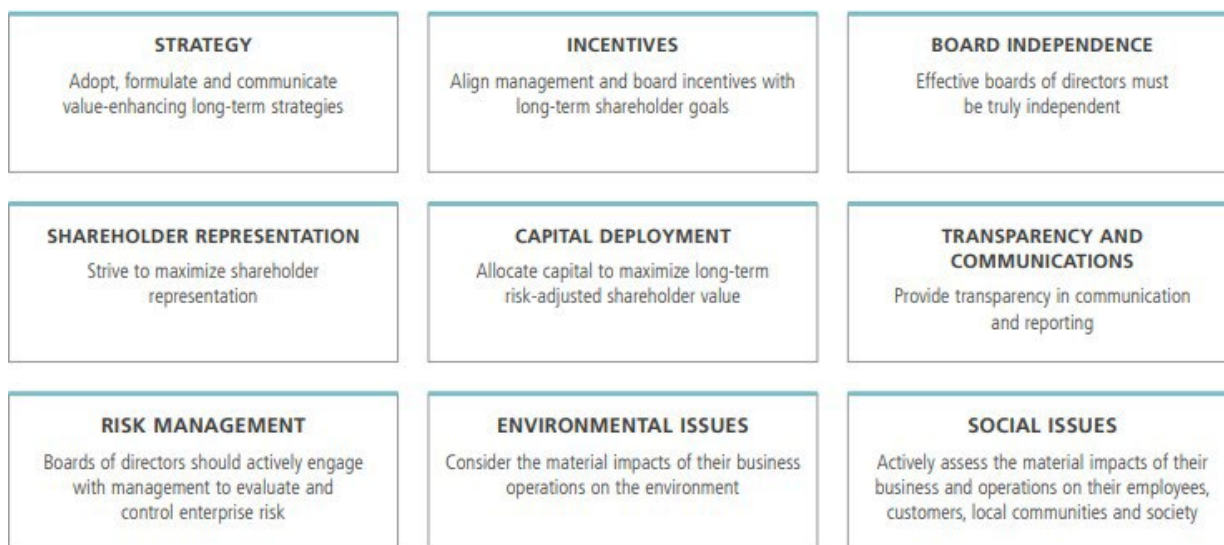 STRATEGY
Adopt, formulate and communicate
value-enhancing long-term strategies
INCENTIVES
Align management and board incentives with
long-term shareholder goals
BOARD INDEPENDENCE
Effective boards of directors must
be truly independent
SHAREHOLDER REPRESENTATION
Strive to maximize shareholder
representation
CAPITAL DEPLOYMENT
Allocate capital to maximize long-term
risk-adjusted shareholder value
TRANSPARENCY AND
COMMUNICATIONS
Provide transparency in communication
and reporting
RISK MANAGEMENT
Boards of directors should actively engage
with management to evaluate and
control enterprise risk
ENVIRONMENTAL ISSUES
Consider the material impacts of their business
operations on the environment
SOCIAL ISSUES
Actively assess the material impacts of their
business and operations on their employees,
customers, local communities and society